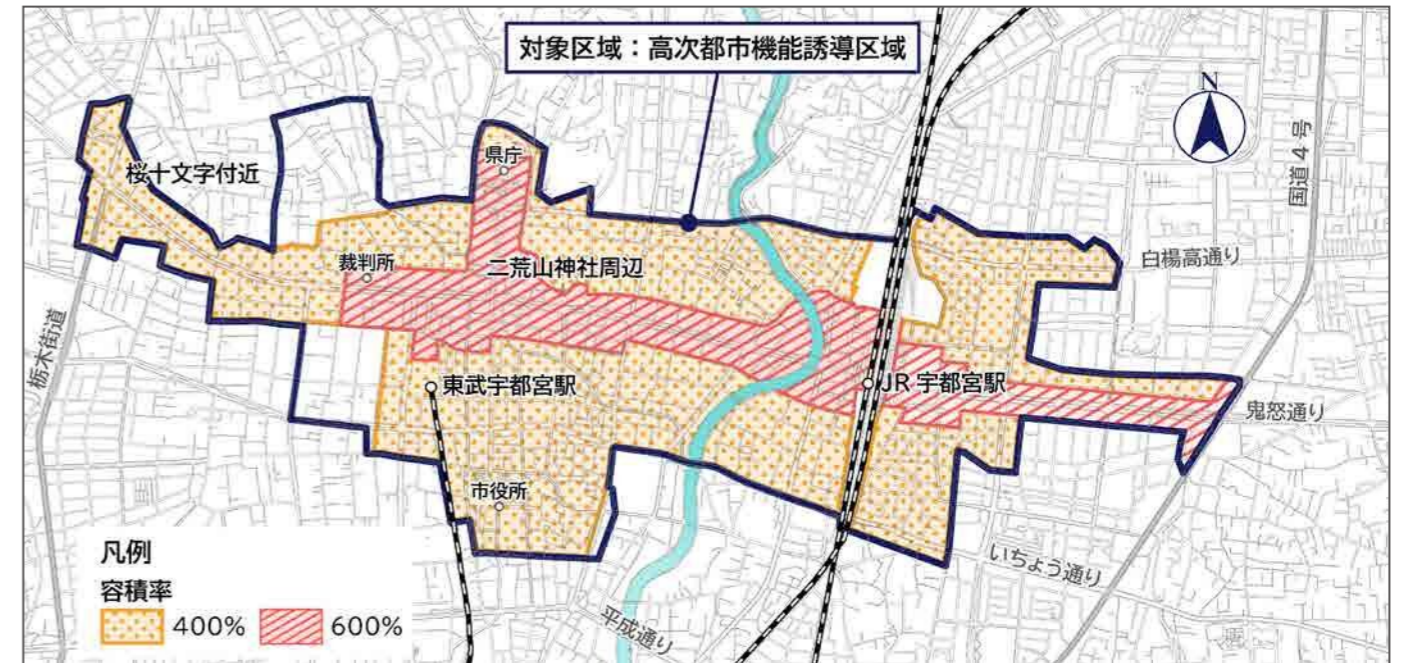 対象区域：高次都市機能誘導区域
N
国道4号
県庁
桜十文字付近
白楊高通り
裁判所
二荒山神社周辺
栃木街道
東武宇都宮駅
JR宇都宮駅
鬼怒通り
市役所
いちょう通り
平成通り
凡例
容積率
400%
600%